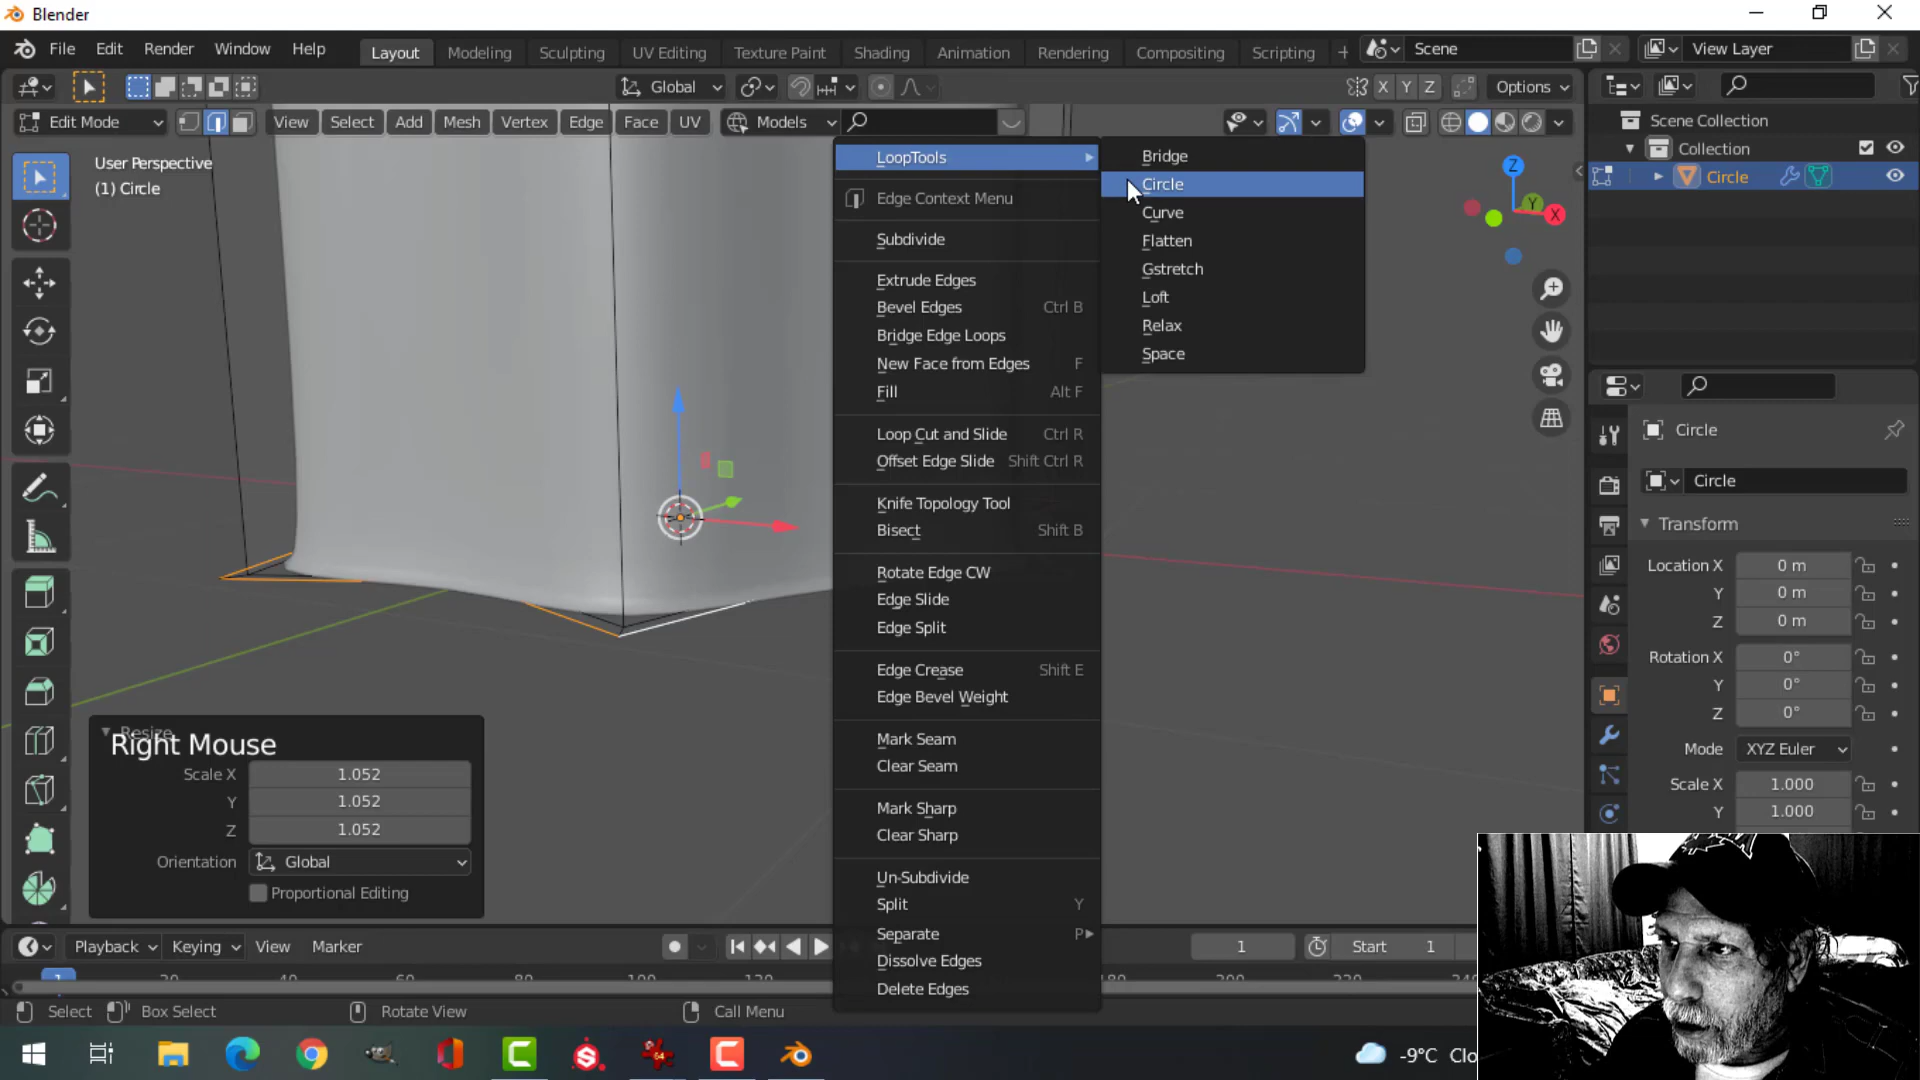 Blender
File Edit Render Window Help Layout Modeling Sculpting UV Editing Texture Paint Shading Animation Rendering Compositing Scripting + Scene View Layer
Global X Y Z Options
Edit Mode View Select Add Mesh Vertex Edge Face UV Models
User Perspective
(1) Circle
LoopTools
Edge Context Menu
Subdivide
Extrude Edges
Bevel Edges Ctrl B
Bridge Edge Loops
New Face from Edges F
Fill Alt F
Loop Cut and Slide Ctrl R
Offset Edge Slide Shift Ctrl R
Knife Topology Tool
Bisect Shift B
Rotate Edge CW
Edge Slide
Edge Split
Edge Crease Shift E
Edge Bevel Weight
Mark Seam
Clear Seam
Mark Sharp
Clear Sharp
Un-Subdivide
Split Y
Separate P
Dissolve Edges
Delete Edges
Bridge
Circle
Curve
Flatten
Gstretch
Loft
Relax
Space
Z
Y
X
Scene Collection
Collection
Circle
Circle
Circle
Transform
Location X 0 m
Y 0 m
Z 0 m
Rotation X 0°
Y 0°
Z 0°
Mode XYZ Euler
Scale X 1.000
Y 1.000
Resize
Right Mouse
Scale X 1.052
Y 1.052
Z 1.052
Orientation Global
Proportional Editing
Playback Keying View Marker 1 Start 1
1
Select Box Select Rotate View Call Menu
-9°C Clo